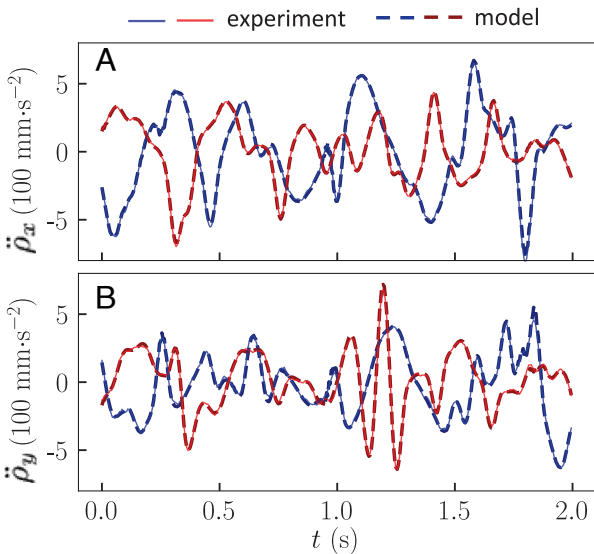 experiment model
A
5
0
-5
ρ̈x (100 mm·s−2)
B
5
0
-5
ρ̈y (100 mm·s−2)
0.0 0.5 1.0 1.5 2.0
t (s)